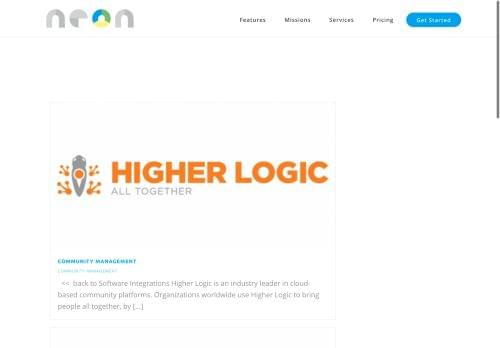 neon
Features Missions Services Pricing Get Started
HIGHER LOGIC
ALL TOGETHER
COMMUNITY MANAGEMENT
COMMUNITY MANAGEMENT
<< back to Software Integrations Higher Logic is an industry leader in cloud-
based community platforms. Organizations worldwide use Higher Logic to bring
people all together, by [...]